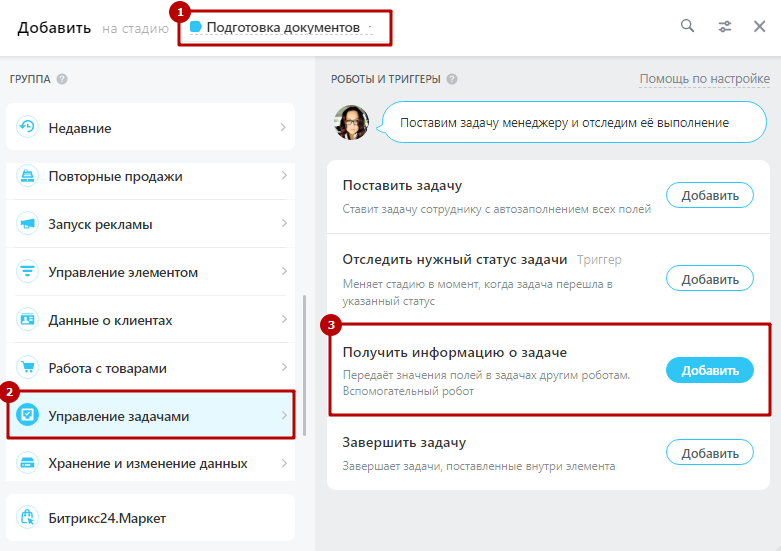 1
Добавить на стадию Подготовка документов
ГРУППА ?
Недавние
Повторные продажи
Запуск рекламы
Управление элементом
Данные о клиентах
Работа с товарами
2
Управление задачами
Хранение и изменение данных
Битрикс24.Маркет
РОБОТЫ И ТРИГГЕРЫ ? Помощь по настройке
Поставим задачу менеджеру и отследим её выполнение
Поставить задачу
Ставит задачу сотруднику с автозаполнением всех полей
Добавить
Отследить нужный статус задачи Триггер
Меняет стадию в момент, когда задача перешла в
указанный статус
Добавить
3
Получить информацию о задаче
Передаёт значения полей в задачах другим роботам.
Вспомогательный робот
Добавить
Завершить задачу
Завершает задачи, поставленные внутри элемента
Добавить